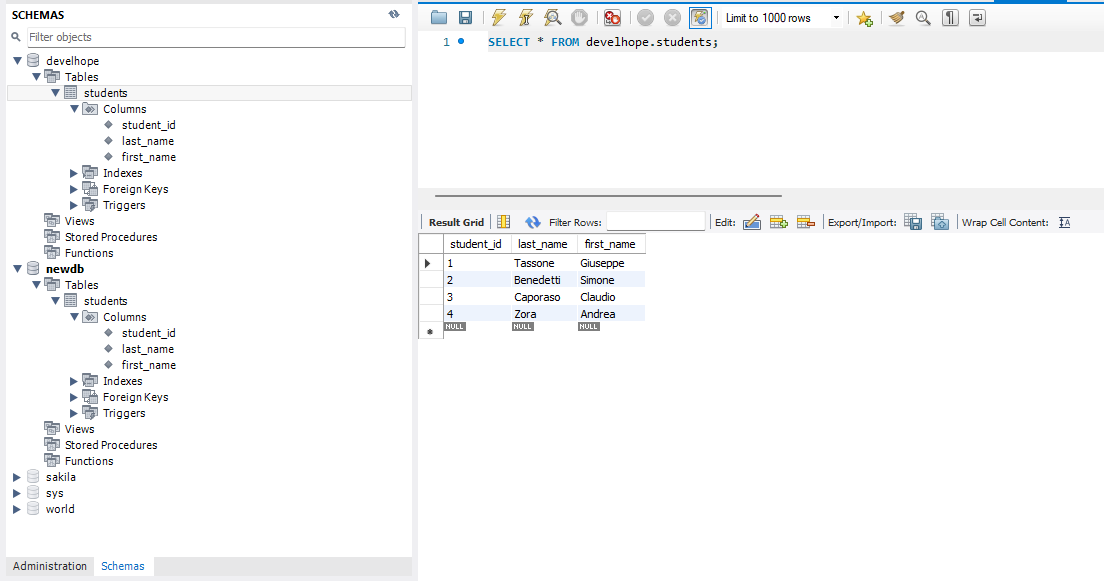 SCHEMAS
Filter objects
develhope
Tables
students
Columns
student_id
last_name
first_name
Indexes
Foreign Keys
Triggers
Views
Stored Procedures
Functions
newdb
Tables
students
Columns
student_id
last_name
first_name
Indexes
Foreign Keys
Triggers
Views
Stored Procedures
Functions
sakila
sys
world
Administration Schemas
Limit to 1000 rows
1 SELECT * FROM develhope.students;
Result Grid Filter Rows: Edit: Export/Import: Wrap Cell Content: IA
student_id last_name first_name
1 Tassone Giuseppe
2 Benedetti Simone
3 Caporaso Claudio
4 Zora Andrea
NULL NULL NULL